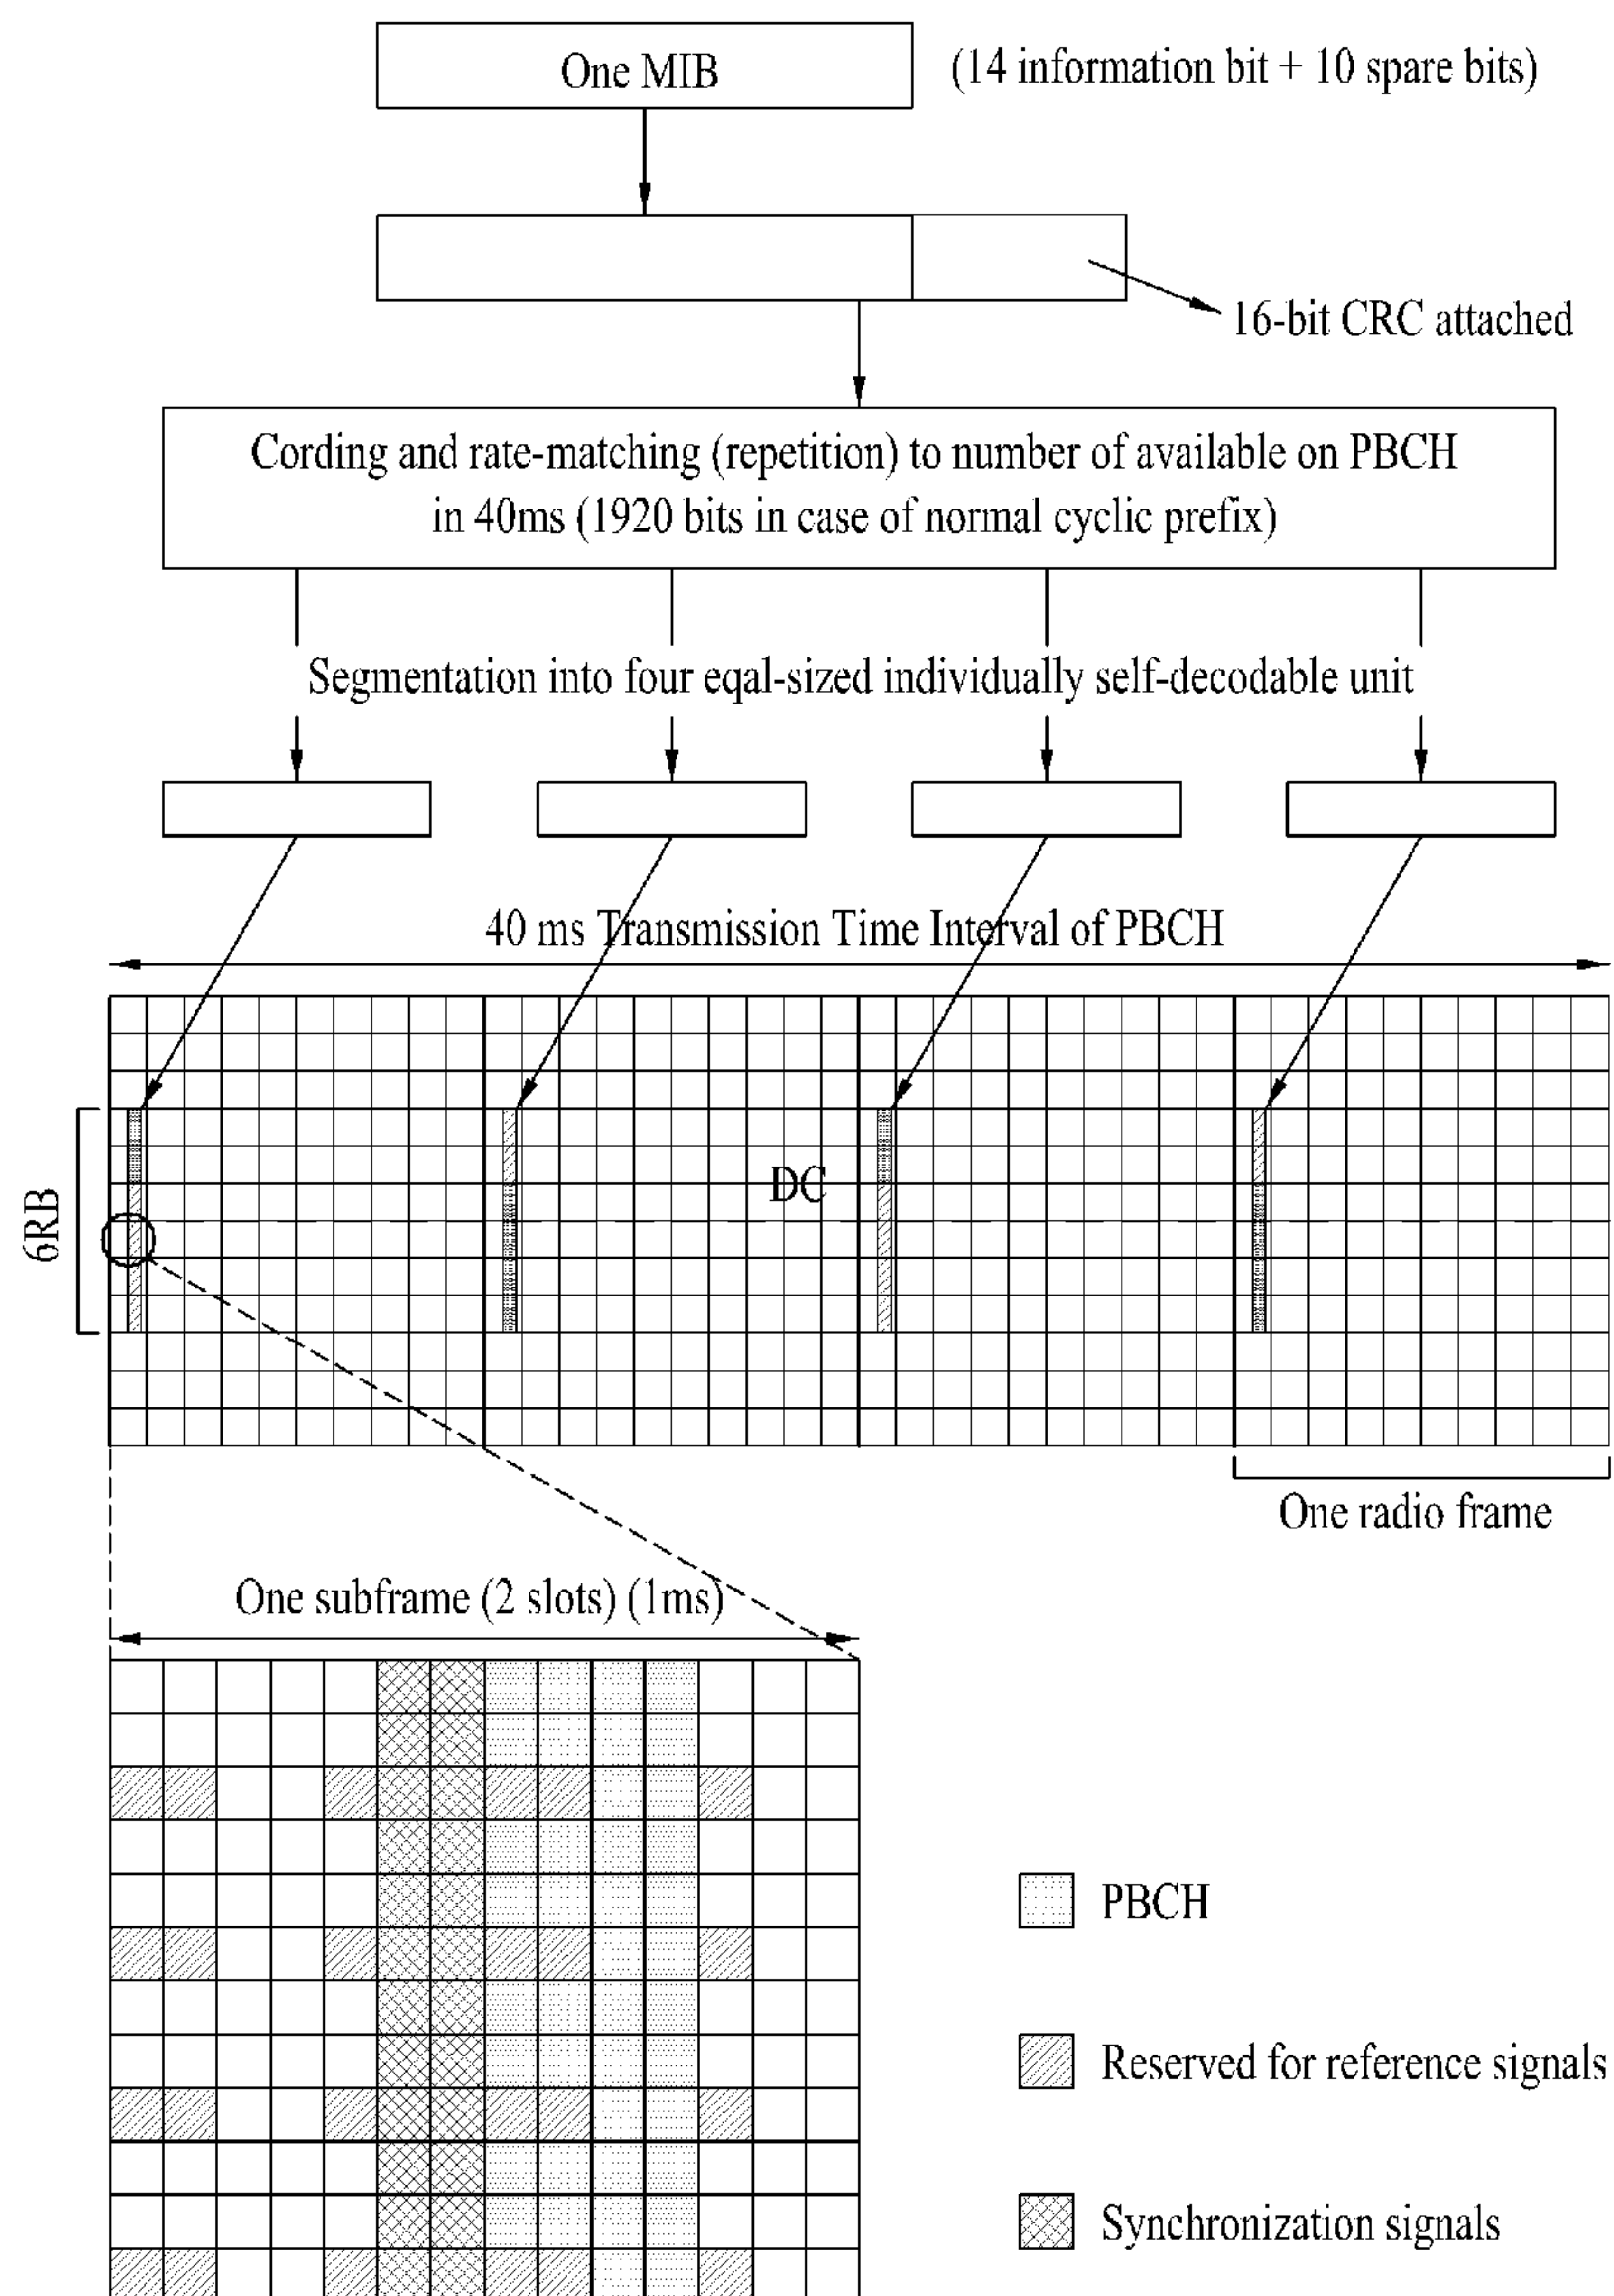 One MIB
(14 information bit + 10 spare bits)
16-bit CRC attached
Cording and rate-matching (repetition) to number of available on PBCH
in 40ms (1920 bits in case of normal cyclic prefix)
Segmentation into four eqal-sized individually self-decodable unit
40 ms Transmission Time Interval of PBCH
DC
6RB
One radio frame
One subframe (2 slots) (1ms)
PBCH
Reserved for reference signals
Synchronization signals